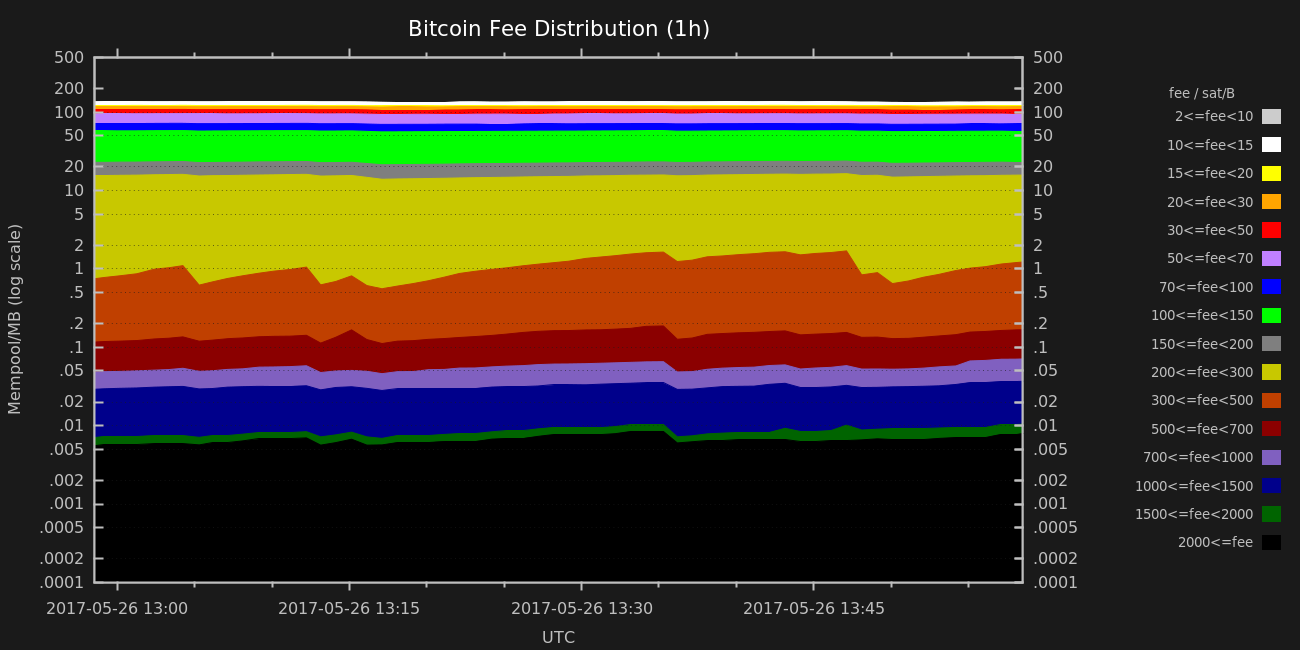 Bitcoin Fee Distribution (1h)
Mempool/MB (log scale)
500
200
100
50
20
10
5
2
1
.5
.2
.1
.05
.02
.01
.005
.002
.001
.0005
.0002
.0001
500
200
100
50
20
10
5
2
1
.5
.2
.1
.05
.02
.01
.005
.002
.001
.0005
.0002
.0001
2017-05-26 13:00
2017-05-26 13:15
2017-05-26 13:30
2017-05-26 13:45
UTC
fee / sat/B
2<=fee<10
10<=fee<15
15<=fee<20
20<=fee<30
30<=fee<50
50<=fee<70
70<=fee<100
100<=fee<150
150<=fee<200
200<=fee<300
300<=fee<500
500<=fee<700
700<=fee<1000
1000<=fee<1500
1500<=fee<2000
2000<=fee